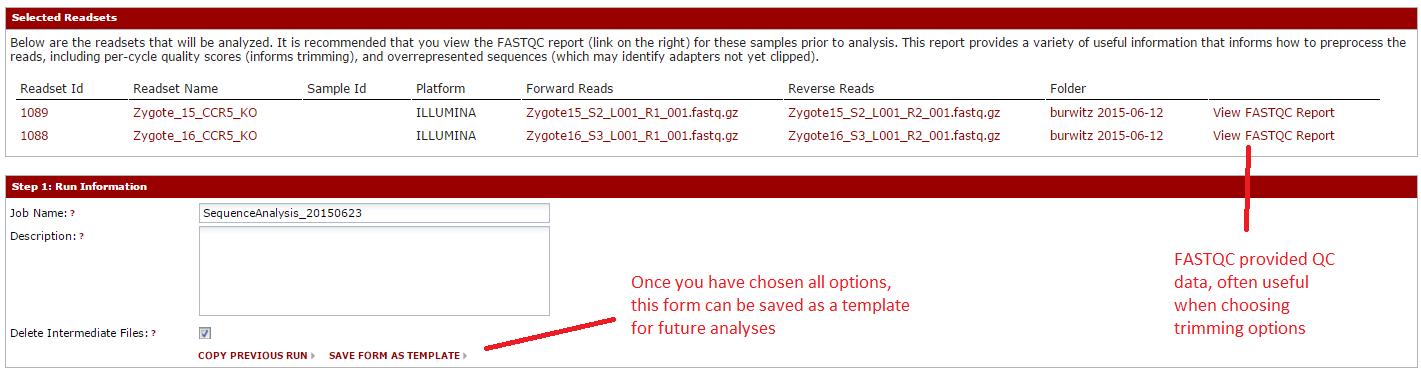 Selected Readsets
Below are the readsets that will be analyzed. It is recommended that you view the FASTQC report (link on the right) for these samples prior to analysis. This report provides a variety of useful information that informs how to preprocess the
reads, including per-cycle quality scores (informs trimming), and overrepresented sequences (which may identify adapters not yet clipped).
Readset Id Readset Name Sample Id Platform Forward Reads Reverse Reads Folder
1089 Zygote_15_CCR5_KO ILLUMINA Zygote15_S2_L001_R1_001.fastq.gz Zygote15_S2_L001_R2_001.fastq.gz burwitz 2015-06-12 View FASTQC Report
1088 Zygote_16_CCR5_KO ILLUMINA Zygote16_S3_L001_R1_001.fastq.gz Zygote16_S3_L001_R2_001.fastq.gz burwitz 2015-06-12 View FASTQC Report
Step 1: Run Information
Job Name: ? SequenceAnalysis_20150623
Description: ?
Delete Intermediate Files: ?
COPY PREVIOUS RUN SAVE FORM AS TEMPLATE
Once you have chosen all options,
this form can be saved as a template
for future analyses
FASTQC provided QC
data, often useful
when choosing
trimming options